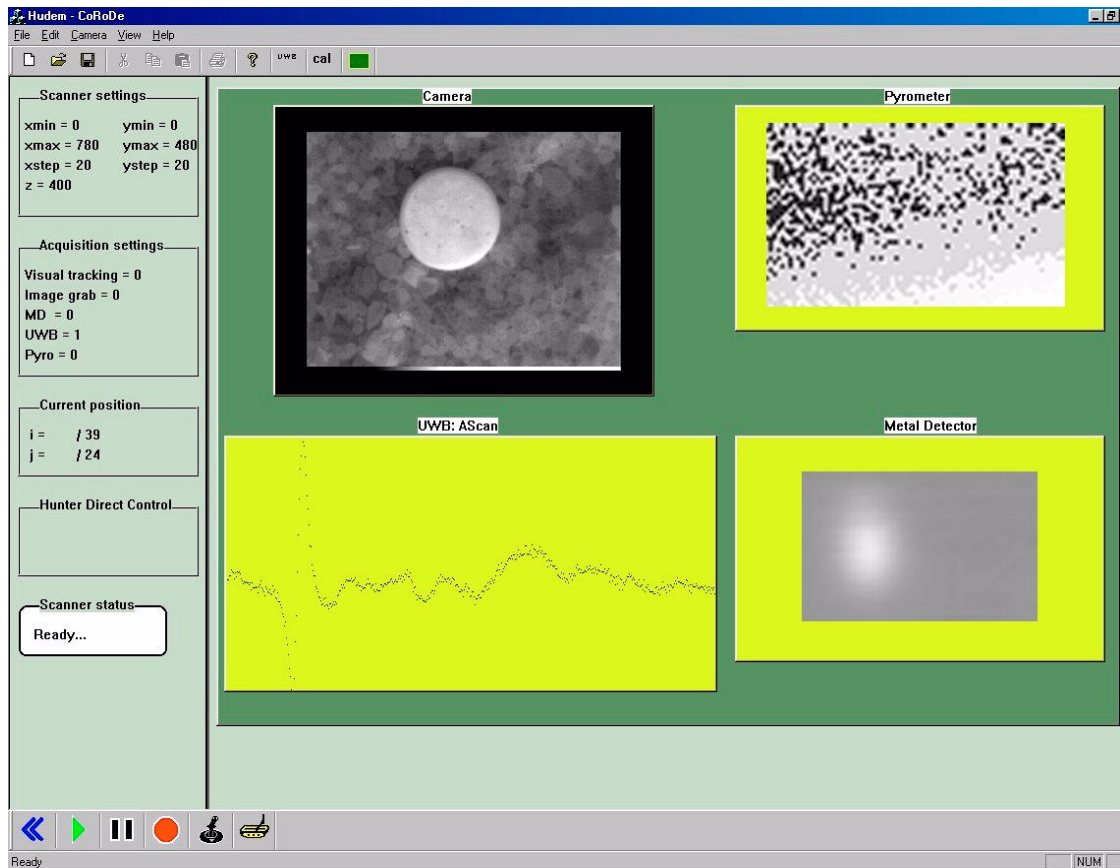 Hudem - CoRoDe
File Edit Camera View Help
UWB cal
Scanner settings
xmin = 0 ymin = 0
xmax = 780 ymax = 480
xstep = 20 ystep = 20
z = 400
Acquisition settings
Visual tracking = 0
Image grab = 0
MD = 0
UWB = 1
Pyro = 0
Current position
i = / 39
j = / 24
Hunter Direct Control
Scanner status
Ready...
Camera
Pyrometer
UWB: AScan
Metal Detector
Ready
NUM